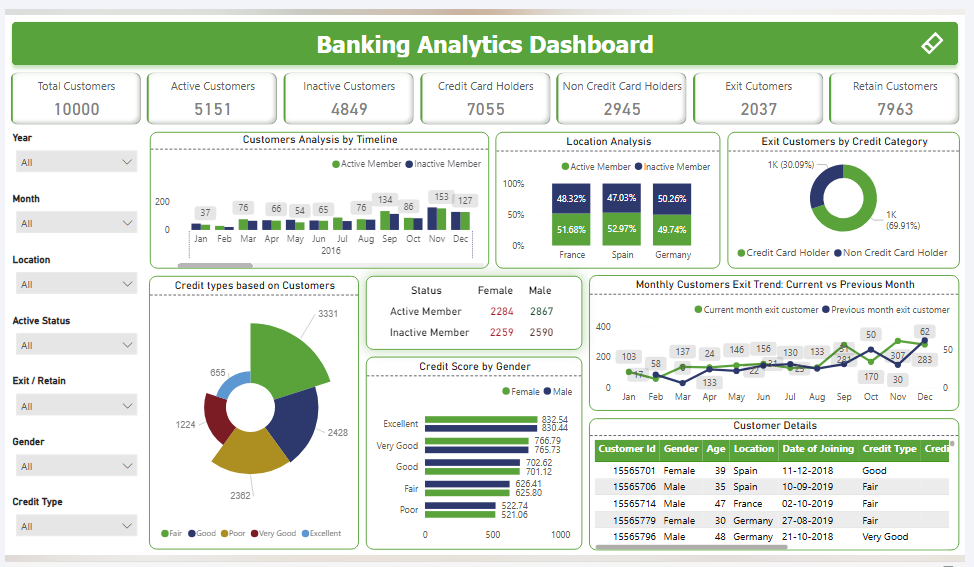 Banking Analytics Dashboard
Total Customers
10000
Active Customers
5151
Inactive Customers
4849
Credit Card Holders
7055
Non Credit Card Holders
2945
Exit Cutomers
2037
Retain Customers
7963
Year
All
Month
All
Location
All
Active Status
All
Exit / Retain
All
Gender
All
Credit Type
All
Customers Analysis by Timeline
Active Member Inactive Member
200
0
37 76 66 54 65 76 134 86 153 127
Jan Feb Mar Apr May Jun Jul Aug Sep Oct Nov Dec
2016
Location Analysis
Active Member Inactive Member
100%
50%
0%
48.32% 47.03% 50.26%
51.68% 52.97% 49.74%
France Spain Germany
Exit Customers by Credit Category
1K (30.09%)
1K
(69.91%)
Credit Card Holder Non Credit Card Holder
Credit types based on Customers
3331
655
1224
2428
2362
Fair Good Poor Very Good Excellent
Status Female Male
Active Member 2284 2867
Inactive Member 2259 2590
Credit Score by Gender
Female Male
Excellent 832.54
830.44
Very Good 766.79
765.73
Good 702.62
701.12
Fair 626.41
625.80
Poor 522.74
521.06
0 500 1000
Monthly Customers Exit Trend: Current vs Previous Month
Current month exit customer Previous month exit customer
400
200
0
50
0
103 58 137 24 146 156 130 133 50 62
133 22 170 307 30 283
Jan Feb Mar Apr May Jun Jul Aug Sep Oct Nov Dec
Customer Details
Customer Id Gender Age Location Date of Joining Credit Type Credi
15565701 Female 39 Spain 11-12-2018 Good
15565706 Male 35 Spain 10-09-2019 Fair
15565714 Male 47 France 02-10-2019 Fair
15565779 Female 30 Germany 27-08-2019 Fair
15565796 Male 48 Germany 21-10-2018 Very Good